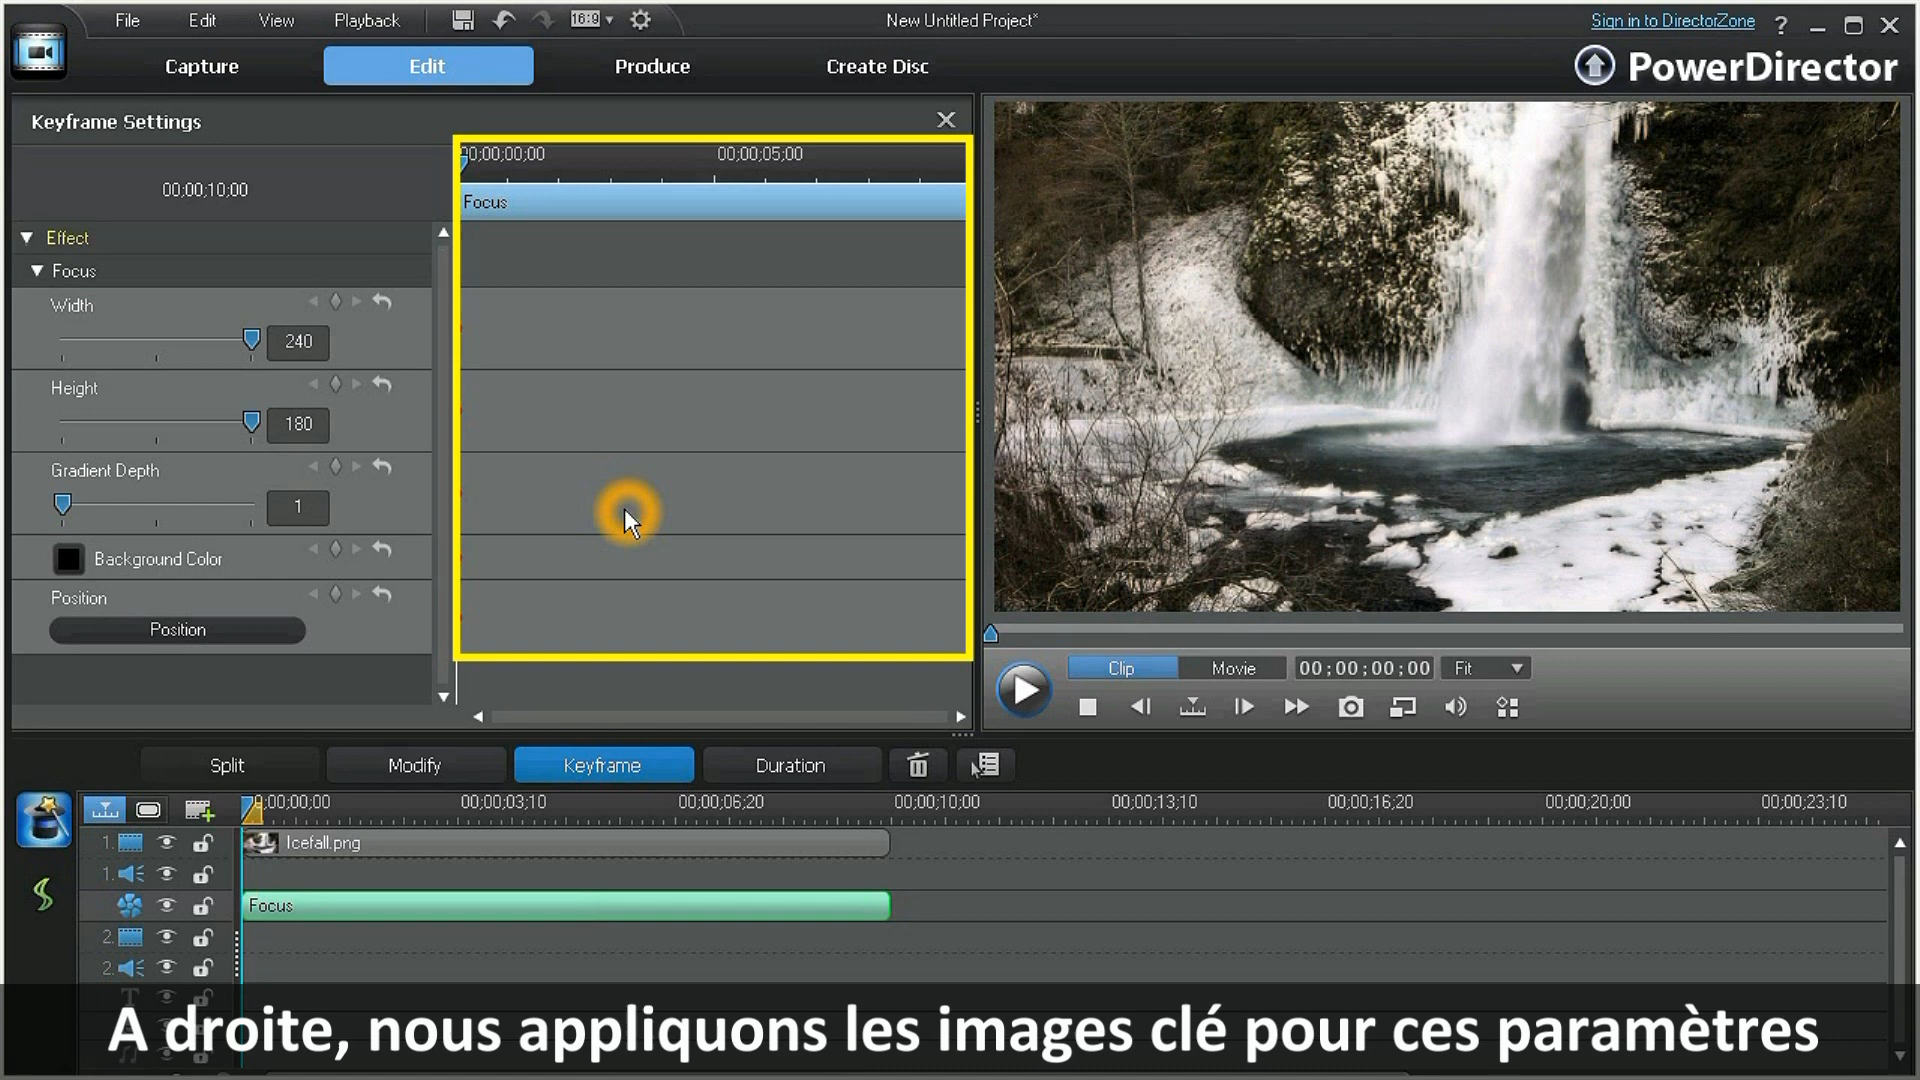 File Edit View Playback 16:9 New Untitled Project* Sign in to DirectorZone ?
Capture Edit Produce Create Disc PowerDirector
Keyframe Settings
00;00;00;00 00;00;05;00
00;00;10;00
Focus
Effect
Focus
Width
240
Height
180
Gradient Depth
1
Background Color
Position
Position
Clip Movie 00;00;00;00 Fit
Split Modify Keyframe Duration
00;00;03;10 00;00;06;20 00;00;10;00 00;00;13;10 00;00;16;20 00;00;20;00 00;00;23;10
1. Icefall.png
1.
Focus
2.
2.
T
A droite, nous appliquons les images clé pour ces paramètres